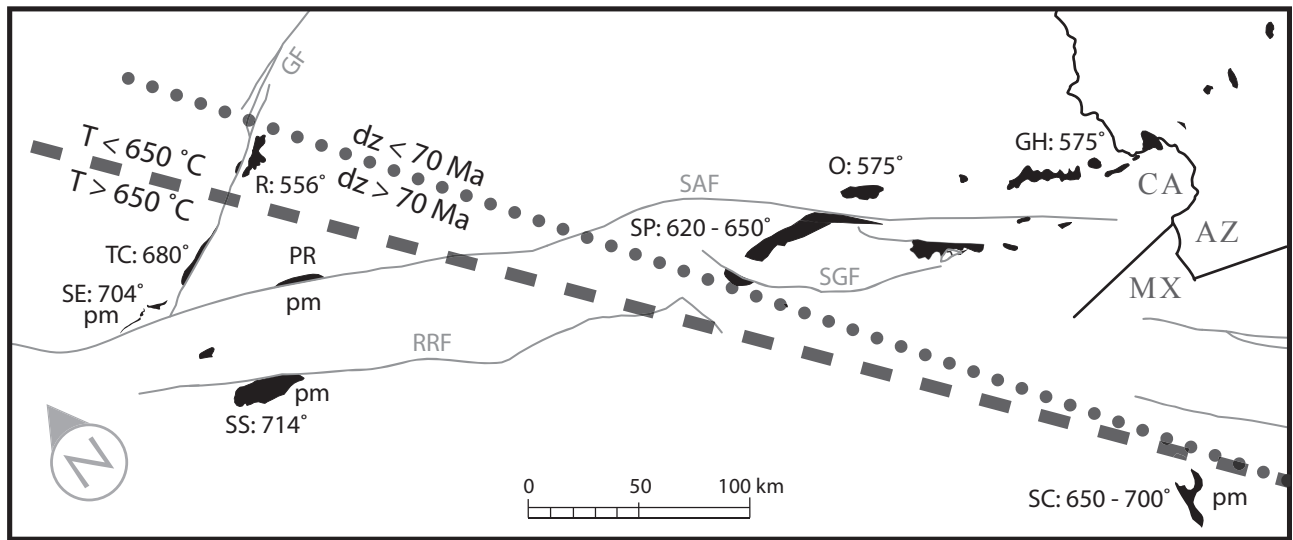 GF
T < 650 ˚C
T > 650 ˚C
dz < 70 Ma
dz > 70 Ma
R: 556˚
TC: 680˚
SE: 704˚
pm
PR
pm
SAF
O: 575˚
GH: 575˚
SP: 620 - 650˚
SGF
CA
AZ
MX
RRF
pm
SS: 714˚
N
0 50 100 km
SC: 650 - 700˚
pm